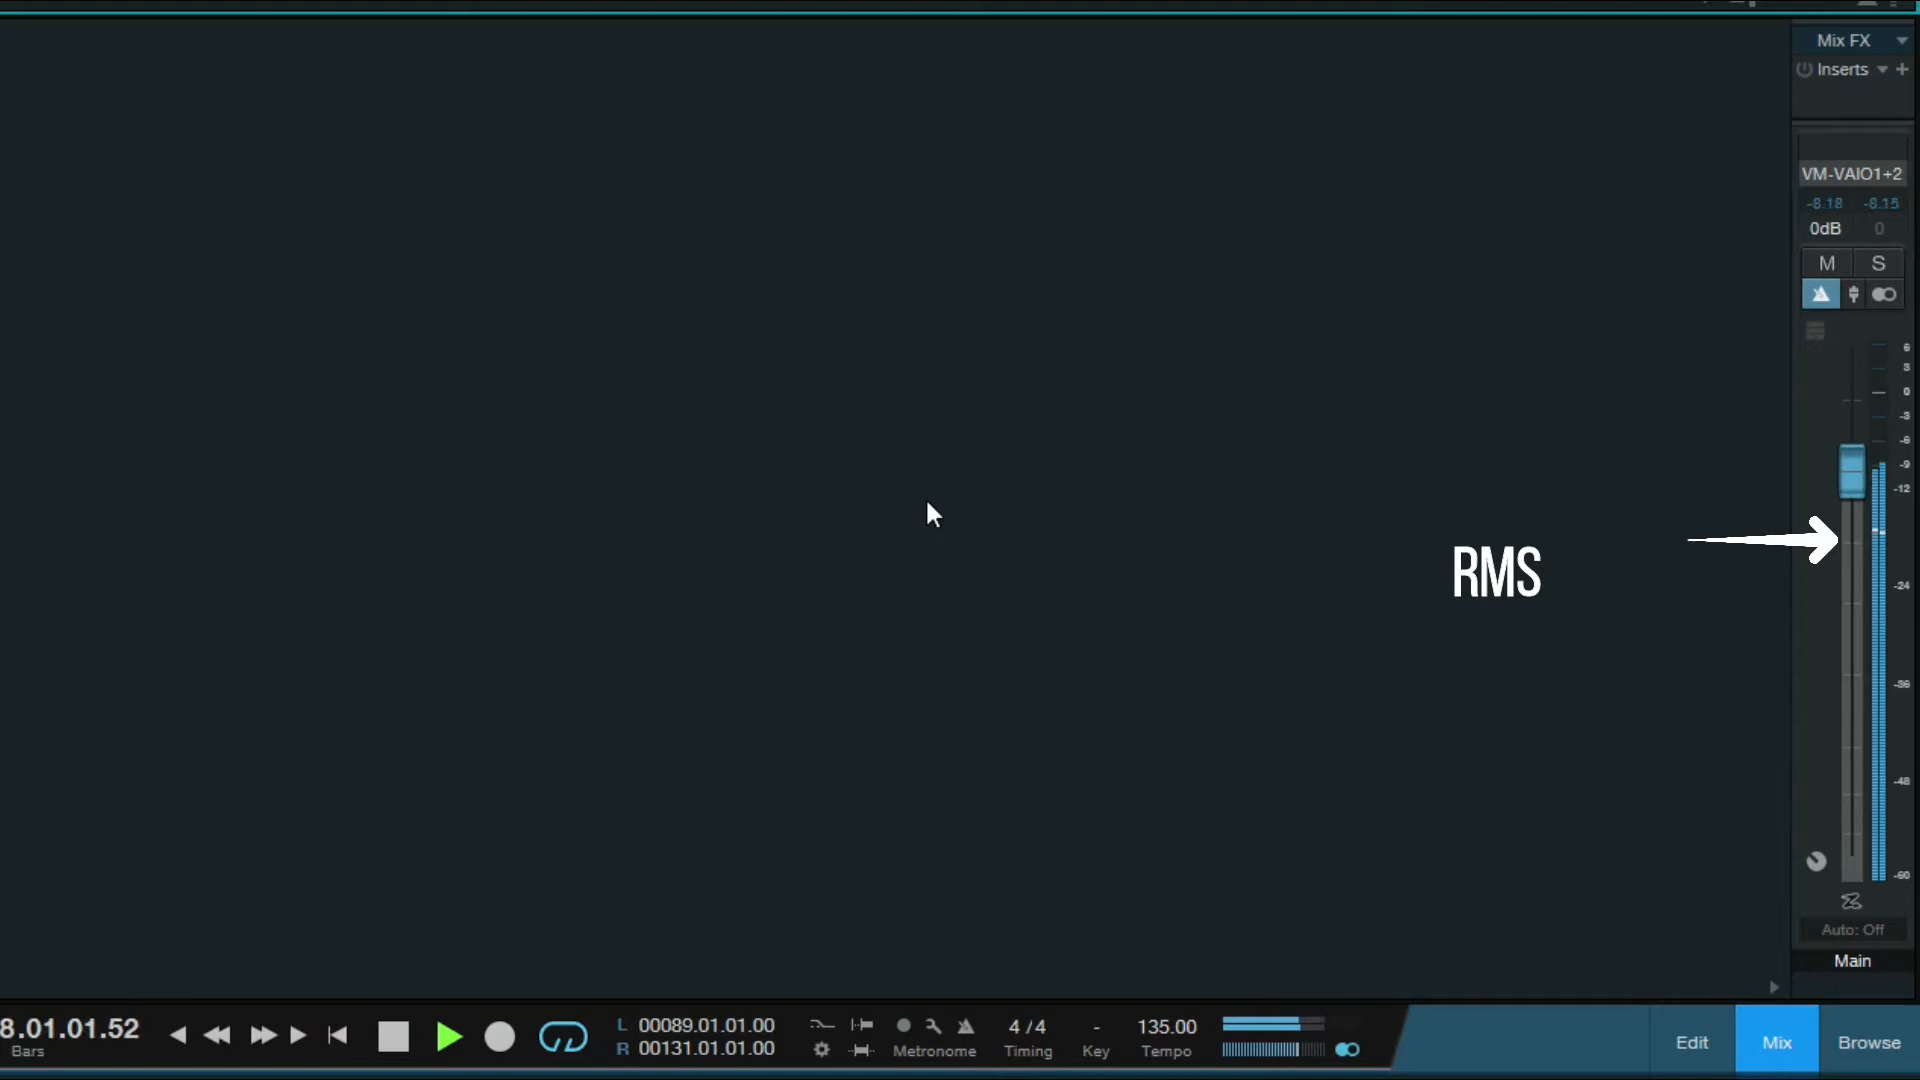 Mix FX
Inserts
VM-VAIO1+2
-8.18 -8.15
0dB 0
M S
6
3
0
-3
-6
-9
-12
RMS
-24
-36
-48
-60
Auto: Off
Main
8.01.01.52
Bars
L 00089.01.01.00
R 00131.01.01.00
Metronome
4 / 4
Timing
-
Key
135.00
Tempo
Edit
Mix
Browse